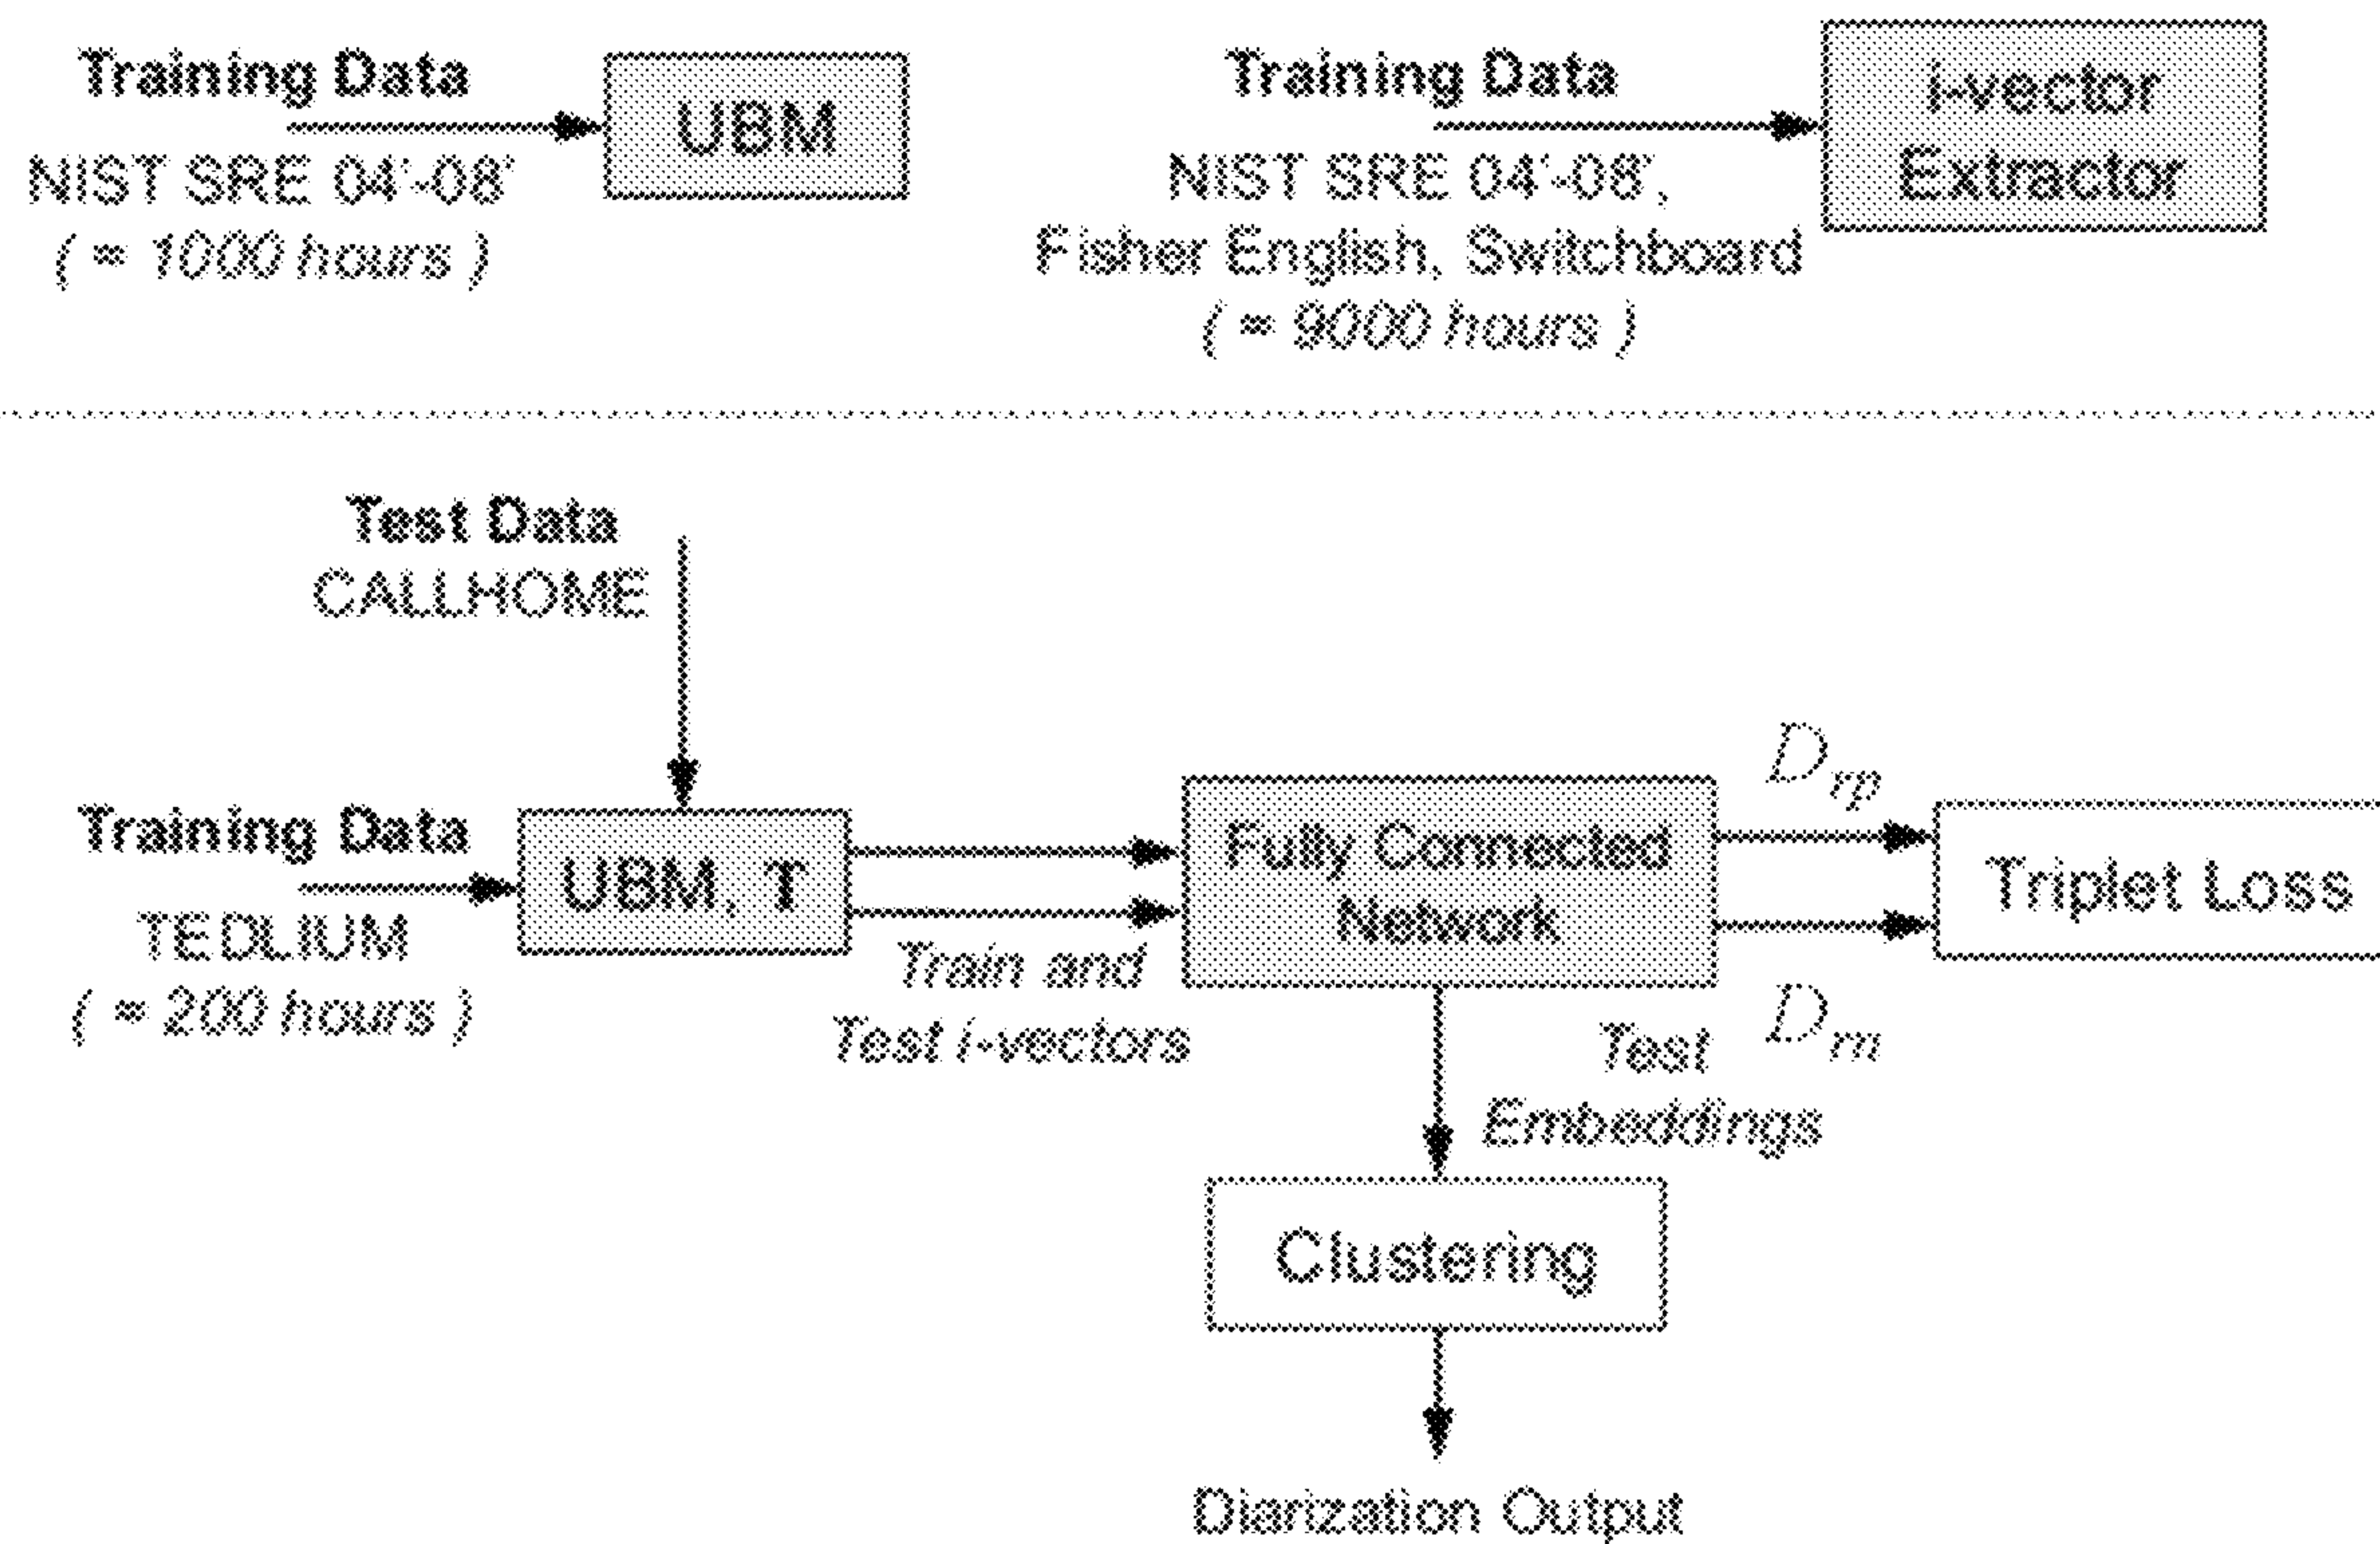 Training Data
NIST SRE 04'-08'
( ≈ 1000 hours )
UBM
Training Data
NIST SRE 04'-08',
Fisher English, Switchboard
( ≈ 9000 hours )
i-vector
Extractor
Test Data
CALLHOME
Training Data
TEDLIUM
( ≈ 200 hours )
UBM, T
Train and
Test i-vectors
Fully Connected
Network
D_rp
D_rn
Triplet Loss
Test
Embeddings
Clustering
Diarization Output